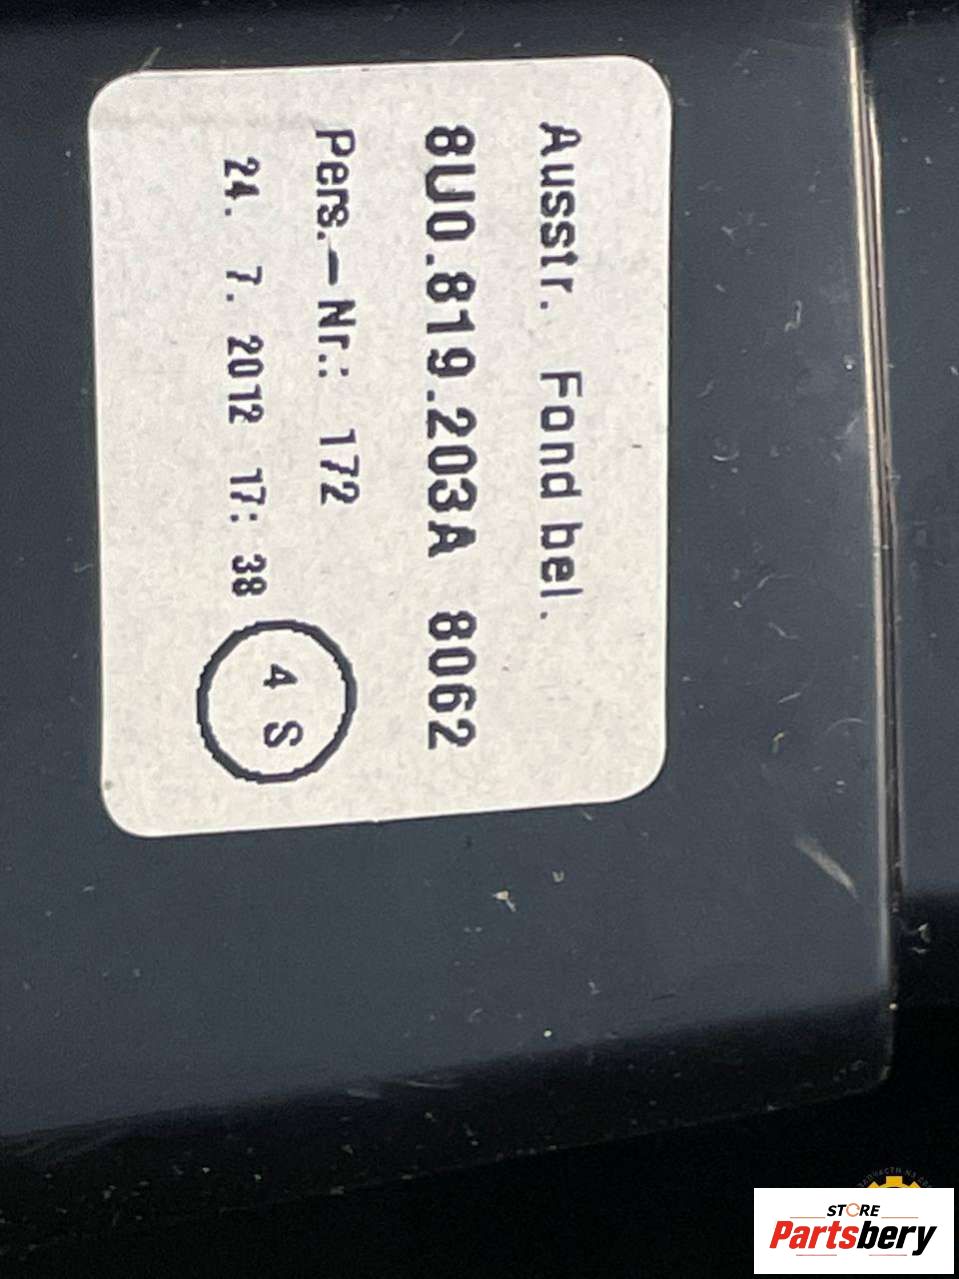 Ausstr. Fond bel.
8U0.819.203A 8062
Pers.-Nr.: 172
24. 7. 2012 17: 38
4 S
STORE
Partsbery